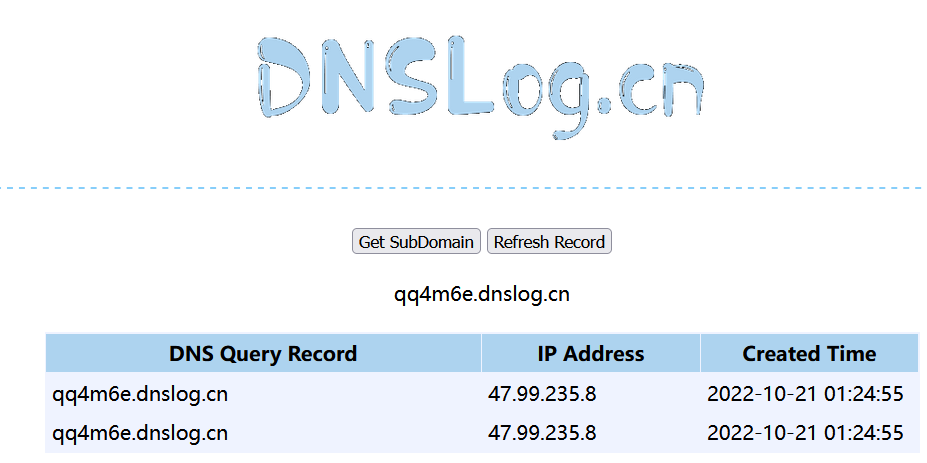 DNSLog.cn
Get SubDomain Refresh Record
qq4m6e.dnslog.cn
DNS Query Record IP Address Created Time
qq4m6e.dnslog.cn 47.99.235.8 2022-10-21 01:24:55
qq4m6e.dnslog.cn 47.99.235.8 2022-10-21 01:24:55